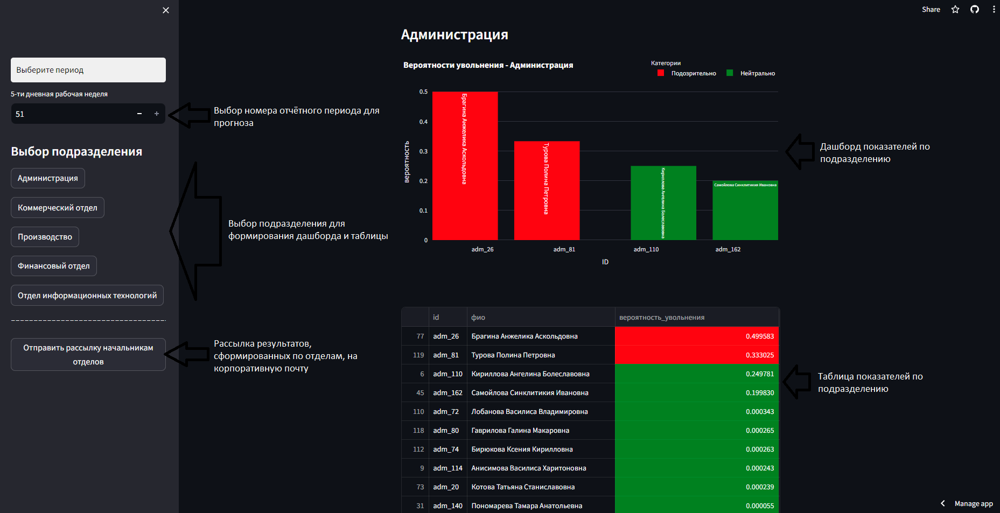 Share
Выберите период
5-ти дневная рабочая неделя
51
Выбор номера отчётного периода для
прогноза
Выбор подразделения
Администрация
Коммерческий отдел
Производство
Финансовый отдел
Отдел информационных технологий
Выбор подразделения для
формирования дашборда и таблицы
Отправить рассылку начальникам
отделов
Рассылка результатов,
сформированных по отделам, на
корпоративную почту
Администрация
Вероятности увольнения - Администрация
Категории
Подозрительно
Нейтрально
вероятность
0.5
0.4
0.3
0.2
0.1
0
Брагина Анжелика Аскольдовна
Турова Полина Петровна
Кириллова Ангелина Болеславовна
Самойлова Синклитикия Ивановна
adm_26
adm_81
adm_110
adm_162
ID
Дашборд показателей по
подразделению
id фио вероятность_увольнения
77 adm_26 Брагина Анжелика Аскольдовна 0.499583
119 adm_81 Турова Полина Петровна 0.333025
6 adm_110 Кириллова Ангелина Болеславовна 0.249781
45 adm_162 Самойлова Синклитикия Ивановна 0.199830
110 adm_72 Лобанова Василиса Владимировна 0.000343
118 adm_80 Гаврилова Галина Макаровна 0.000265
112 adm_74 Бирюкова Ксения Кирилловна 0.000263
9 adm_114 Анисимова Василиса Харитоновна 0.000243
73 adm_20 Котова Татьяна Станиславовна 0.000239
31 adm_140 Пономарева Тамара Анатольевна 0.000055
Таблица показателей по
подразделению
Manage app